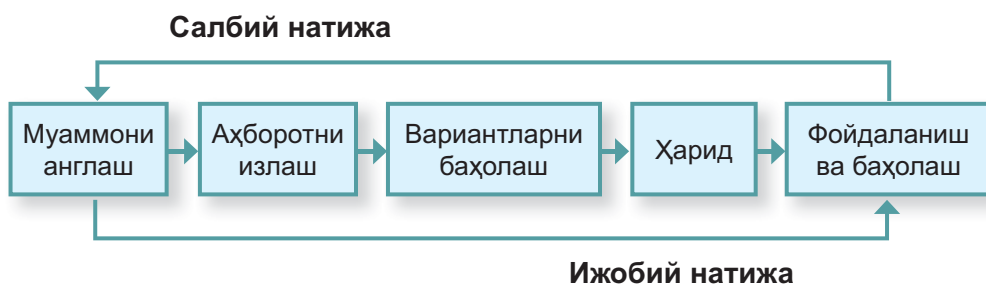 Салбий натижа
Муаммони
англаш
Аҳборотни
излаш
Вариантларни
баҳолаш
Ҳарид
Фойдаланиш
ва баҳолаш
Ижобий натижа